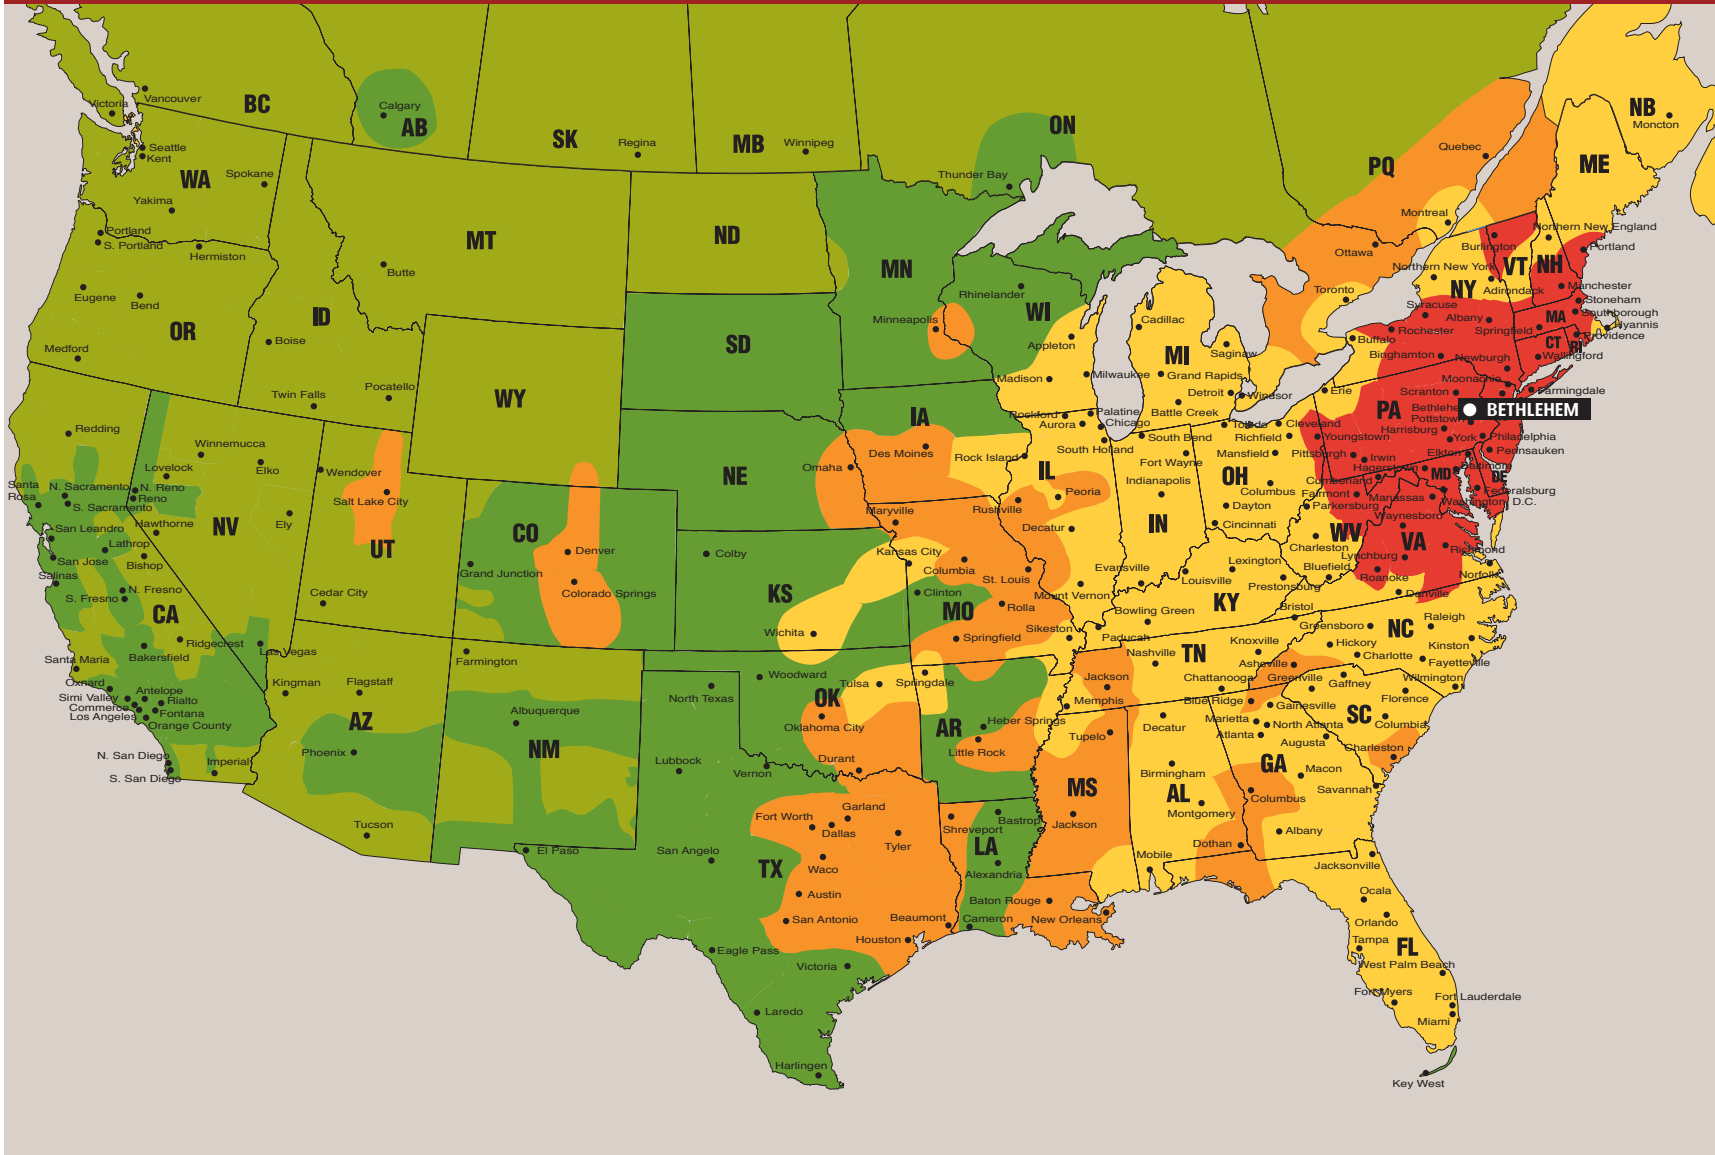 NB
Moncton
Calgary
Vancouver
Victoria
BC
AB
ON
SK
Regina
MB
Winnipeg
Quebec
PQ
ME
Seattle
Kent
WA
Spokane
Thunder Bay
Yakima
Montreal
Portland
S. Portland
Hermiston
MT
ND
Northern New England
Burlington
Portland
Ottawa
Butte
MN
Northern New York
VT
NH
Eugene
Bend
Rhinelander
Toronto
NY
Adirondack
Manchester
ID
OR
WI
Minneapolis
Cadillac
Syracuse
Stoneham
Albany
MA
Southborough
Hyannis
Boise
Medford
SD
Appleton
MI
Saginaw
Rochester
Springfield
Buffalo
CT
RI
Providence
Binghamton
Newburgh
Wallingford
Madison
Milwaukee
Grand Rapids
Twin Falls
Pocatello
WY
Detroit
Windsor
Erie
Moonachie
Scranton
Farmingdale
Battle Creek
IA
Rockford
Palatine
PA
Bethlehem
BETHLEHEM
Aurora
Chicago
Toledo
Cleveland
Pottstown
Redding
Winnemucca
Richfield
Youngstown
Harrisburg
York
Philadelphia
South Bend
South Holland
Mansfield
Pittsburgh
Irwin
Elkton
Pennsauken
Des Moines
Rock Island
Fort Wayne
Lovelock
Elko
Wendover
Omaha
IL
Hagerstown
MD
Baltimore
DE
Santa
Rosa
N. Sacramento
N. Reno
Reno
NE
OH
Cumberland
Indianapolis
Peoria
Columbus
Fairmont
Manassas
Federalsburg
Washington D.C.
Salt Lake City
S. Sacramento
Maryville
Rushville
Dayton
Parkersburg
Waynesboro
San Leandro
Hawthorne
NV
Ely
CO
Decatur
IN
Cincinnati
WV
VA
Lathrop
UT
Denver
Colby
Kansas City
Charleston
Lynchburg
Richmond
San Jose
Bishop
Grand Junction
Columbia
Evansville
Lexington
Bluefield
Salinas
St. Louis
Louisville
Prestonsburg
Roanoke
Norfolk
N. Fresno
S. Fresno
Cedar City
Colorado Springs
KS
Clinton
Mount Vernon
KY
Danville
CA
MO
Rolla
Bowling Green
Bristol
Raleigh
Greensboro
NC
Wichita
Springfield
Sikeston
Paducah
Knoxville
Hickory
Kinston
Ridgecrest
Bakersfield
Las Vegas
Farmington
Nashville
TN
Asheville
Charlotte
Fayetteville
Santa Maria
Woodward
Springdale
Jackson
Chattanooga
Greenville
Gaffney
Wilmington
Oxnard
Kingman
Flagstaff
Tulsa
Simi Valley
Antelope
Rialto
North Texas
OK
Memphis
Blue Ridge
Gainesville
Florence
Commerce
Fontana
Albuquerque
Los Angeles
Orange County
AZ
Oklahoma City
AR
Heber Springs
Marietta
North Atlanta
SC
Columbia
Decatur
Atlanta
Tupelo
Augusta
N. San Diego
Phoenix
NM
Little Rock
Charleston
Imperial
Lubbock
Durant
GA
S. San Diego
Vernon
Birmingham
Macon
MS
AL
Columbus
Savannah
Garland
Fort Worth
Dallas
Montgomery
Tucson
Shreveport
Bastrop
Jackson
Albany
El Paso
San Angelo
Tyler
LA
Dothan
Mobile
TX
Waco
Alexandria
Jacksonville
Austin
Baton Rouge
Ocala
San Antonio
Beaumont
Cameron
New Orleans
Orlando
Houston
Tampa
FL
Eagle Pass
Victoria
West Palm Beach
Fort Myers
Fort Lauderdale
Laredo
Miami
Harlingen
Key West